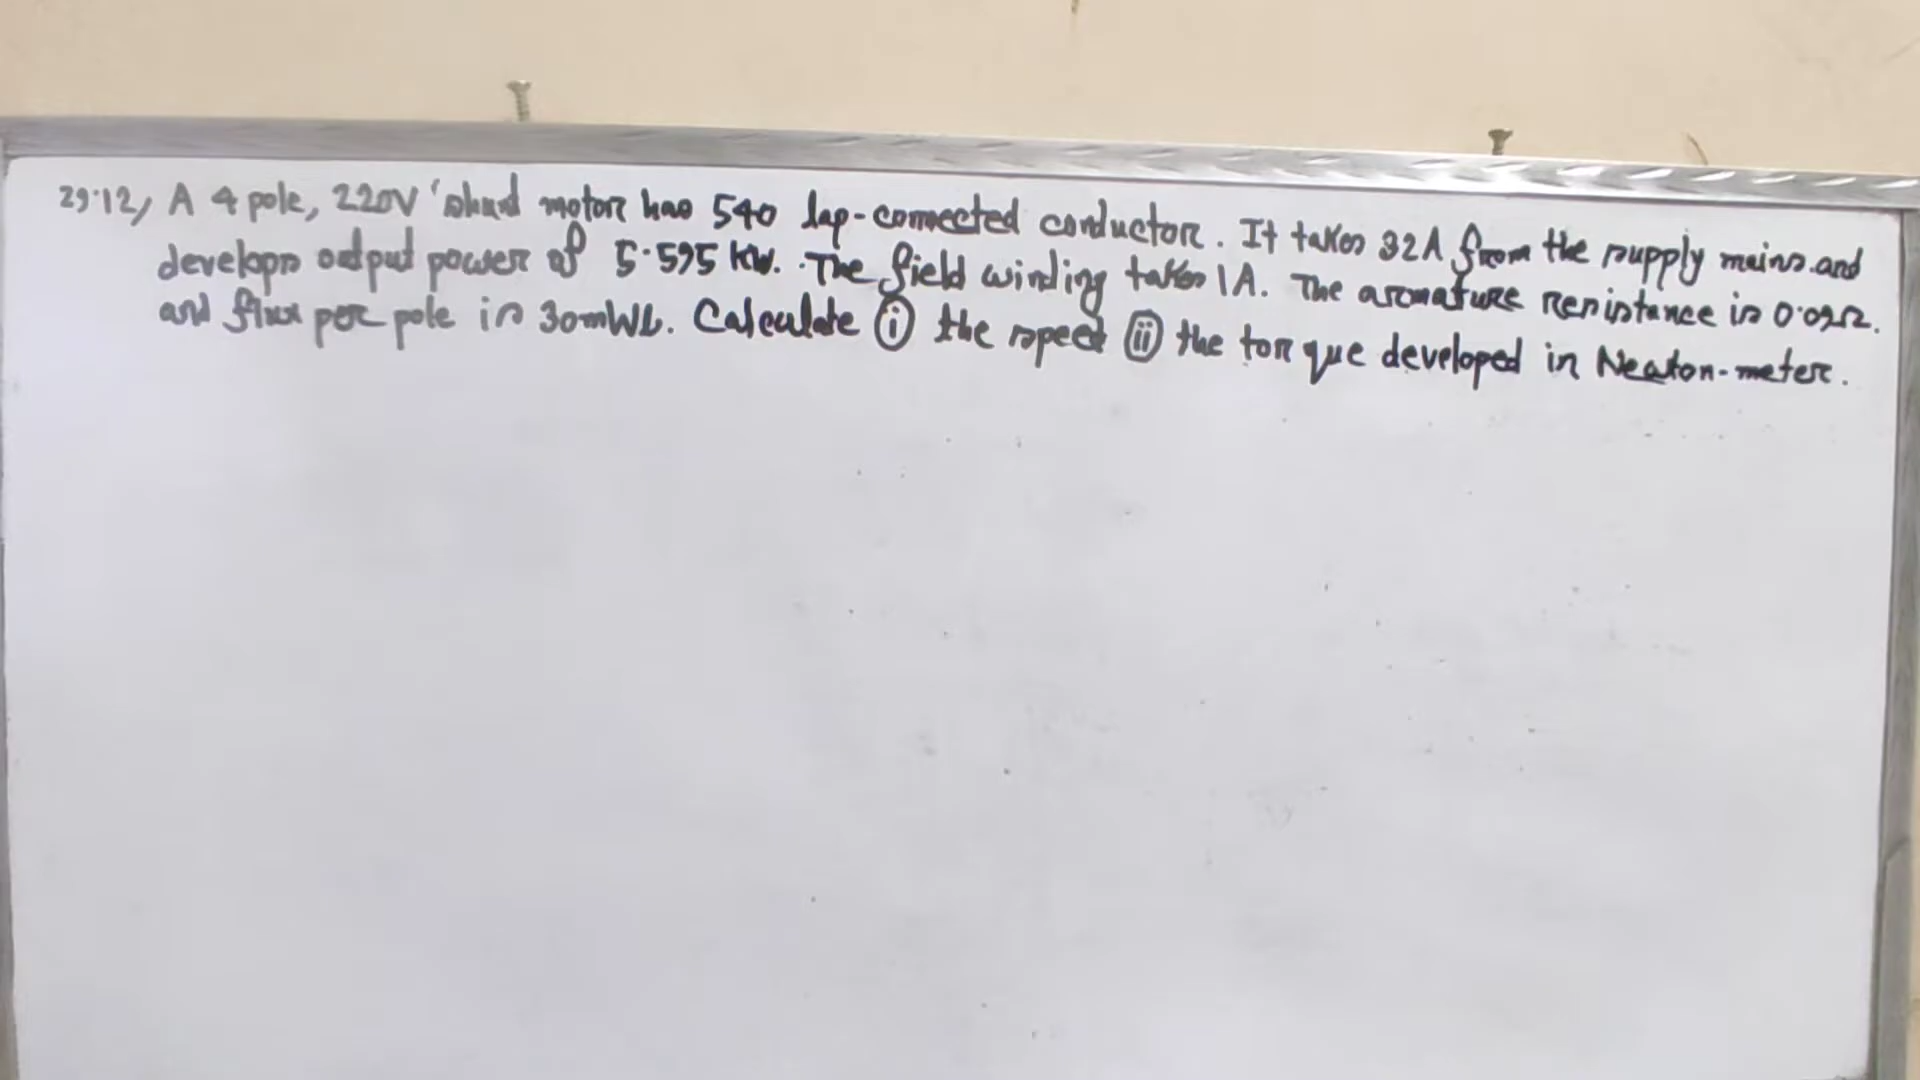 29.12, A 4 pole, 220V shunt motor has 540 lap-connected conductor. It takes 32A from the supply mains and
develops output power of 5.595 KW. The field winding takes 1A. The armature resistance is 0.09Ω.
and flux per pole is 30mWb. Calculate (i) the speed (ii) the torque developed in Newton-meter.